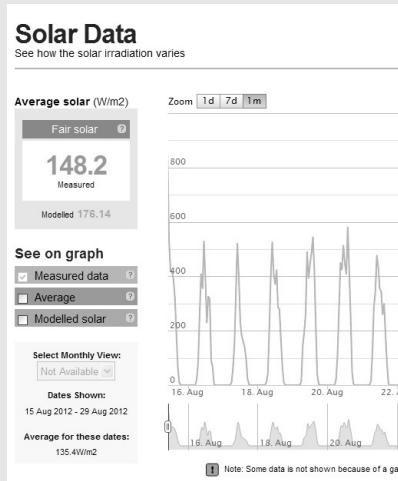 Solar Data
See how the solar irradiation varies
Average solar (W/m2)
Fair solar ?
148.2
Measured
Modelled 176.14
See on graph
Measured data ?
Average ?
Modelled solar ?
Select Monthly View:
Not Available
Dates Shown:
15 Aug 2012 - 29 Aug 2012
Average for these dates:
135.4W/m2
Zoom 1d 7d 1m
800
600
400
200
0
16. Aug 18. Aug 20. Aug 22. A
16. Aug 18. Aug 20. Aug
! Note: Some data is not shown because of a ga